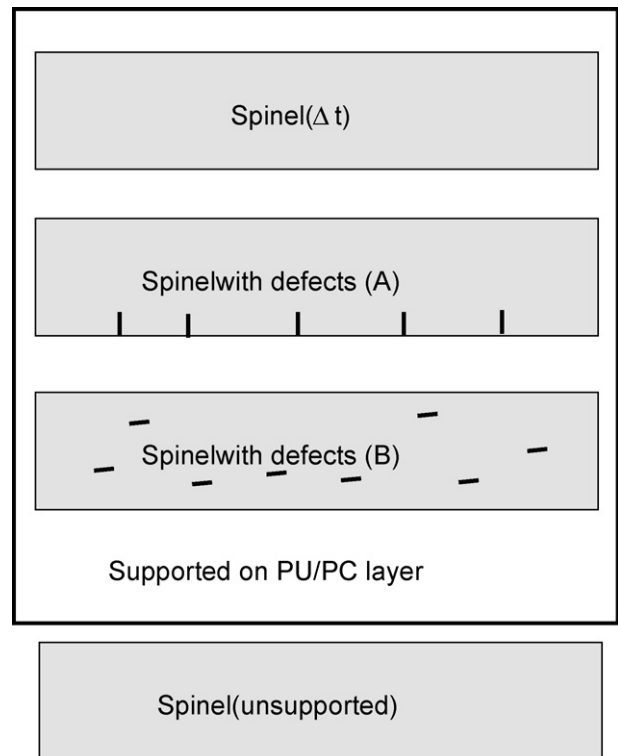 Spinel(Δ t)
Spinelwith defects (A)
Spinelwith defects (B)
Supported on PU/PC layer
Spinel(unsupported)